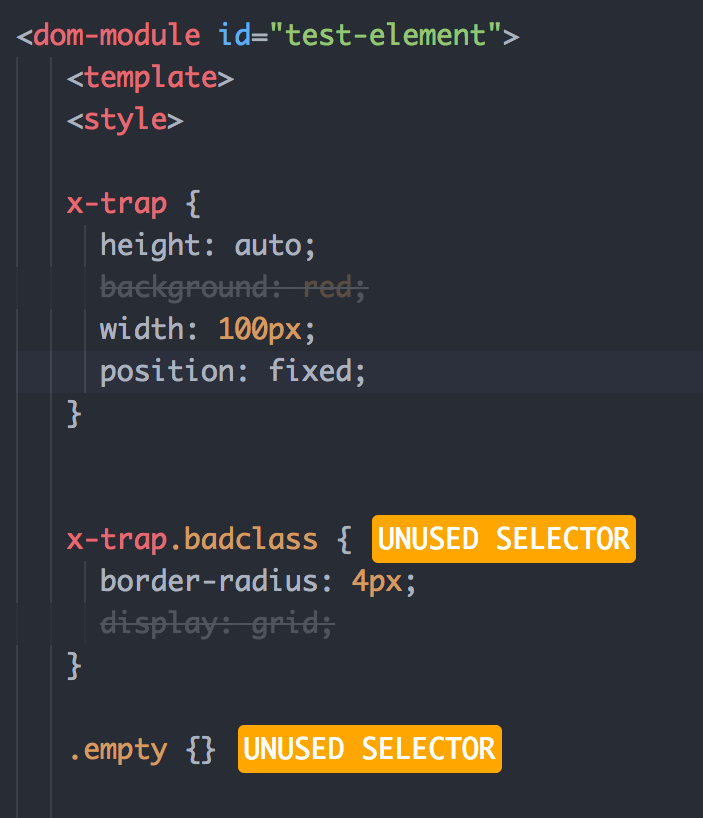 <dom-module id="test-element">
<template>
<style>
x-trap {
height: auto;
background: red;
width: 100px;
position: fixed;
}
x-trap.badclass { UNUSED SELECTOR
border-radius: 4px;
display: grid;
}
.empty {} UNUSED SELECTOR